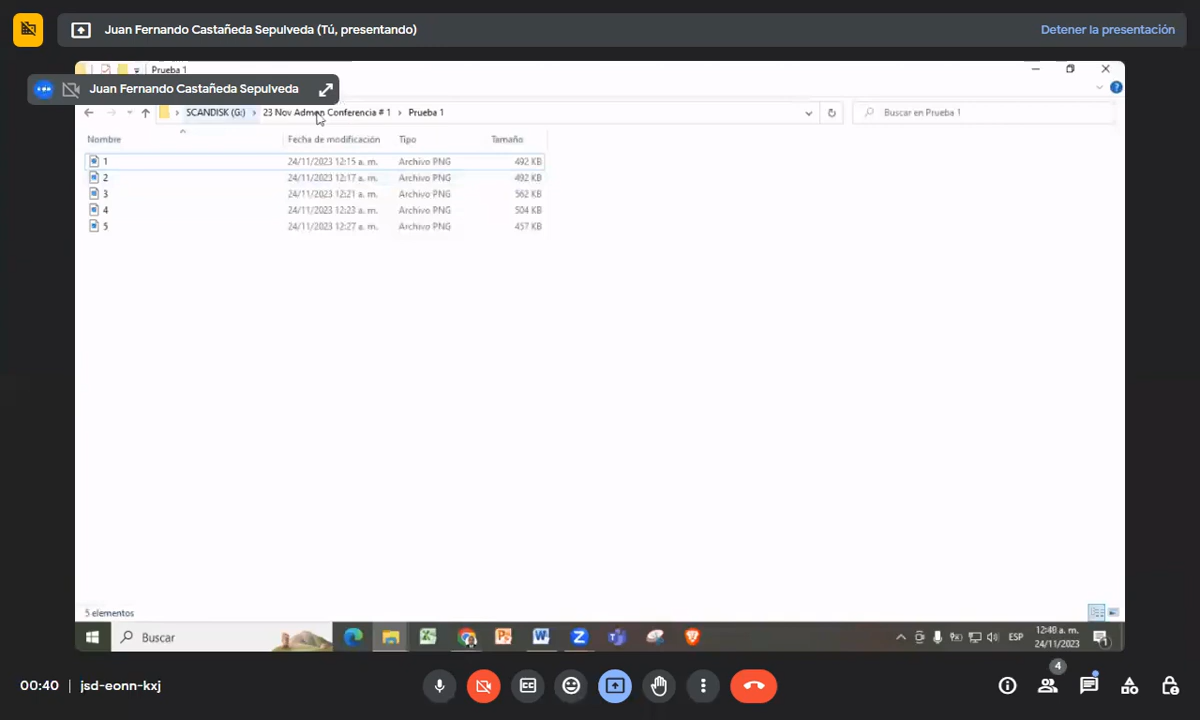 Juan Fernando Castañeda Sepulveda (Tú, presentando)
Detener la presentación
Prueba 1
Juan Fernando Castañeda Sepulveda
SCANDISK (G:) › 23 Nov Admon Conferencia # 1 › Prueba 1
Buscar en Prueba 1
Nombre Fecha de modificación Tipo Tamaño
1 24/11/2023 12:15 a. m. Archivo PNG 492 KB
2 24/11/2023 12:17 a. m. Archivo PNG 492 KB
3 24/11/2023 12:21 a. m. Archivo PNG 562 KB
4 24/11/2023 12:23 a. m. Archivo PNG 504 KB
5 24/11/2023 12:27 a. m. Archivo PNG 457 KB
5 elementos
Buscar
ESP
12:48 a. m.
24/11/2023
1
4
00:40 | jsd-eonn-kxj